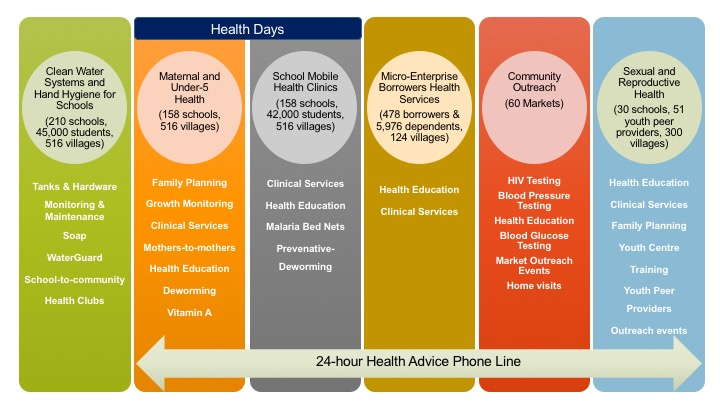 Health Days
Clean Water
Systems and
Hand Hygiene for
Schools
(210 schools,
45,000 students,
516 villages)
Tanks & Hardware
Monitoring &
Maintenance
Soap
WaterGuard
School-to-community
Health Clubs
Maternal and
Under-5
Health
(158 schools,
516 villages)
Family Planning
Growth Monitoring
Clinical Services
Mothers-to-mothers
Health Education
Deworming
Vitamin A
School Mobile
Health Clinics
(158 schools,
42,000 students,
516 villages)
Clinical Services
Health Education
Malaria Bed Nets
Prevenative-
Deworming
Micro-Enterprise
Borrowers Health
Services
(478 borrowers &
5,976 dependents,
124 villages)
Health Education
Clinical Services
Community
Outreach
(60 Markets)
HIV Testing
Blood Pressure
Testing
Health Education
Blood Glucose
Testing
Market Outreach
Events
Home visits
Sexual and
Reproductive
Health
(30 schools, 51
youth peer
providers, 300
villages)
Health Education
Clinical Services
Family Planning
Youth Centre
Training
Youth Peer
Providers
Outreach events
24-hour Health Advice Phone Line